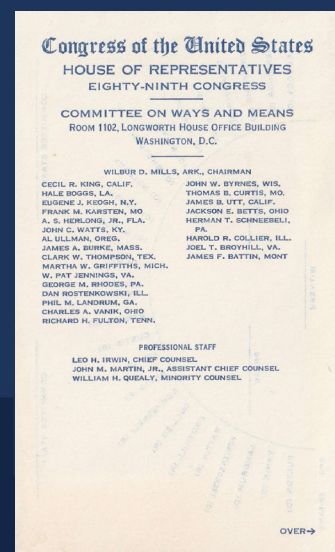 Congress of the United States
HOUSE OF REPRESENTATIVES
EIGHTY-NINTH CONGRESS
COMMITTEE ON WAYS AND MEANS
ROOM 1102, LONGWORTH HOUSE OFFICE BUILDING
WASHINGTON, D.C.
WILBUR D. MILLS, ARK., CHAIRMAN
CECIL R. KING, CALIF.
HALE BOGGS, LA.
EUGENE J. KEOGH, N.Y.
FRANK M. KARSTEN, MO
A. S. HERLONG, JR., FLA.
JOHN C. WATTS, KY.
AL ULLMAN, OREG.
JAMES A. BURKE, MASS.
CLARK W. THOMPSON, TEX.
MARTHA W. GRIFFITHS, MICH.
W. PAT JENNINGS, VA.
GEORGE M. RHODES, PA.
DAN ROSTENKOWSKI, ILL.
PHIL M. LANDRUM, GA.
CHARLES A. VANIK, OHIO
RICHARD H. FULTON, TENN.
JOHN W. BYRNES, WIS.
THOMAS B. CURTIS, MO.
JAMES B. UTT, CALIF.
JACKSON E. BETTS, OHIO
HERMAN T. SCHNEEBELI,
PA.
HAROLD R. COLLIER, ILL.
JOEL T. BROYHILL, VA.
JAMES F. BATTIN, MONT
PROFESSIONAL STAFF
LEO H. IRWIN, CHIEF COUNSEL
JOHN M. MARTIN, JR., ASSISTANT CHIEF COUNSEL
WILLIAM H. QUEALY, MINORITY COUNSEL
OVER→